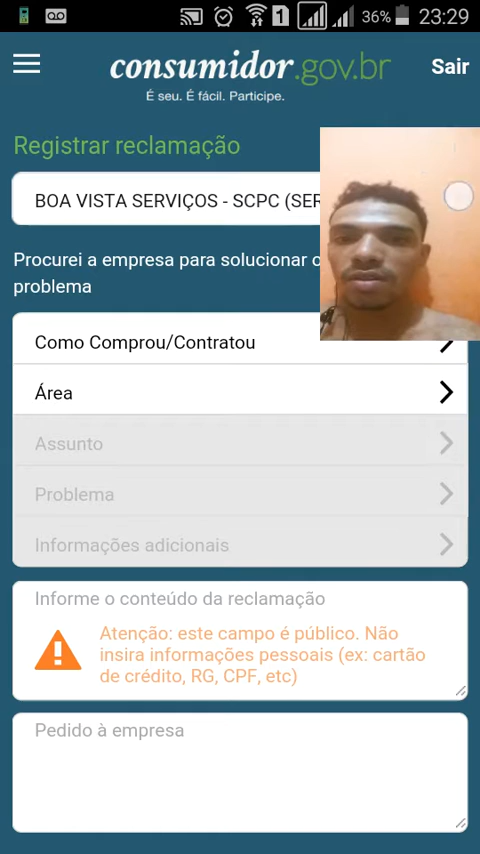 36% 23:29
consumidor.gov.br
Sair
É seu. É fácil. Participe.
Registrar reclamação
BOA VISTA SERVIÇOS - SCPC (SER
Procurei a empresa para solucionar o
problema
Como Comprou/Contratou
Área
Assunto
Problema
Informações adicionais
Informe o conteúdo da reclamação
Atenção: este campo é público. Não
insira informações pessoais (ex: cartão
de crédito, RG, CPF, etc)
Pedido à empresa